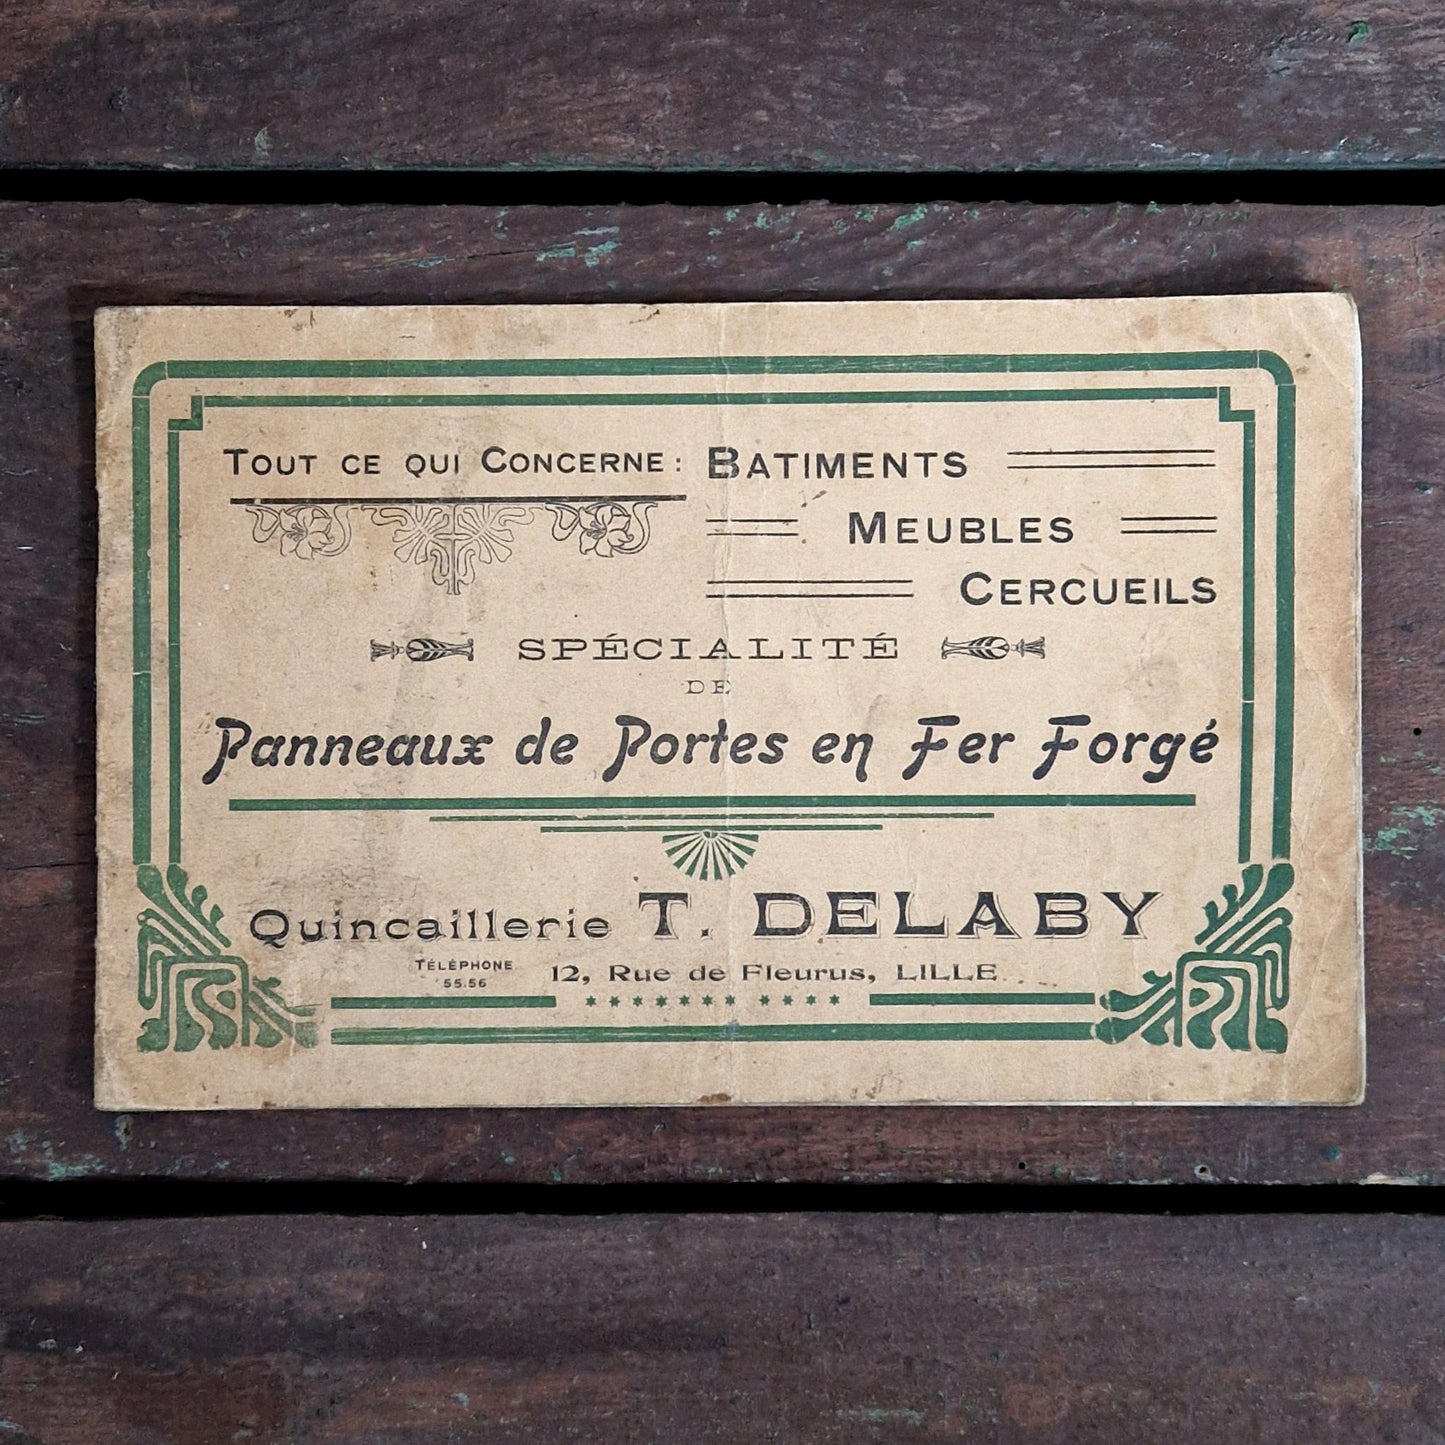 Tout ce qui Concerne : Batiments
Meubles
Cercueils
SPÉCIALITÉ
DE
Panneaux de Portes en Fer Forgé
Quincaillerie T. DELABY
TÉLÉPHONE
55.56
12, Rue de Fleurus, LILLE